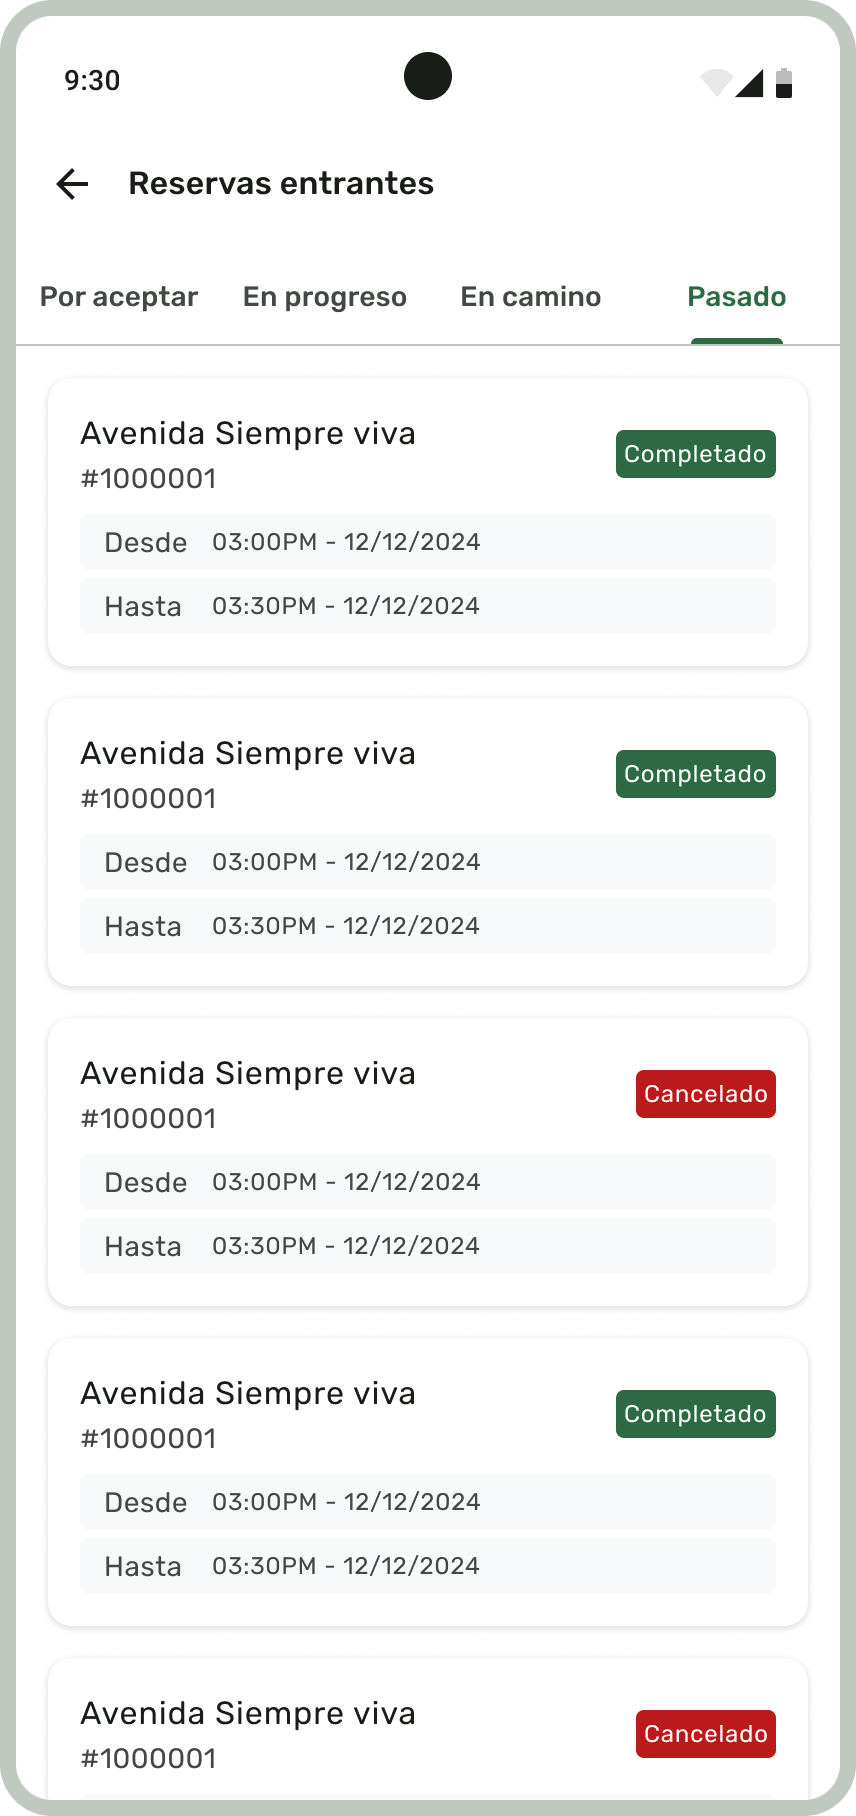 9:30
Reservas entrantes
Por aceptar En progreso En camino Pasado
Avenida Siempre viva
#1000001
Completado
Desde 03:00PM - 12/12/2024
Hasta 03:30PM - 12/12/2024
Avenida Siempre viva
#1000001
Completado
Desde 03:00PM - 12/12/2024
Hasta 03:30PM - 12/12/2024
Avenida Siempre viva
#1000001
Cancelado
Desde 03:00PM - 12/12/2024
Hasta 03:30PM - 12/12/2024
Avenida Siempre viva
#1000001
Completado
Desde 03:00PM - 12/12/2024
Hasta 03:30PM - 12/12/2024
Avenida Siempre viva
#1000001
Cancelado